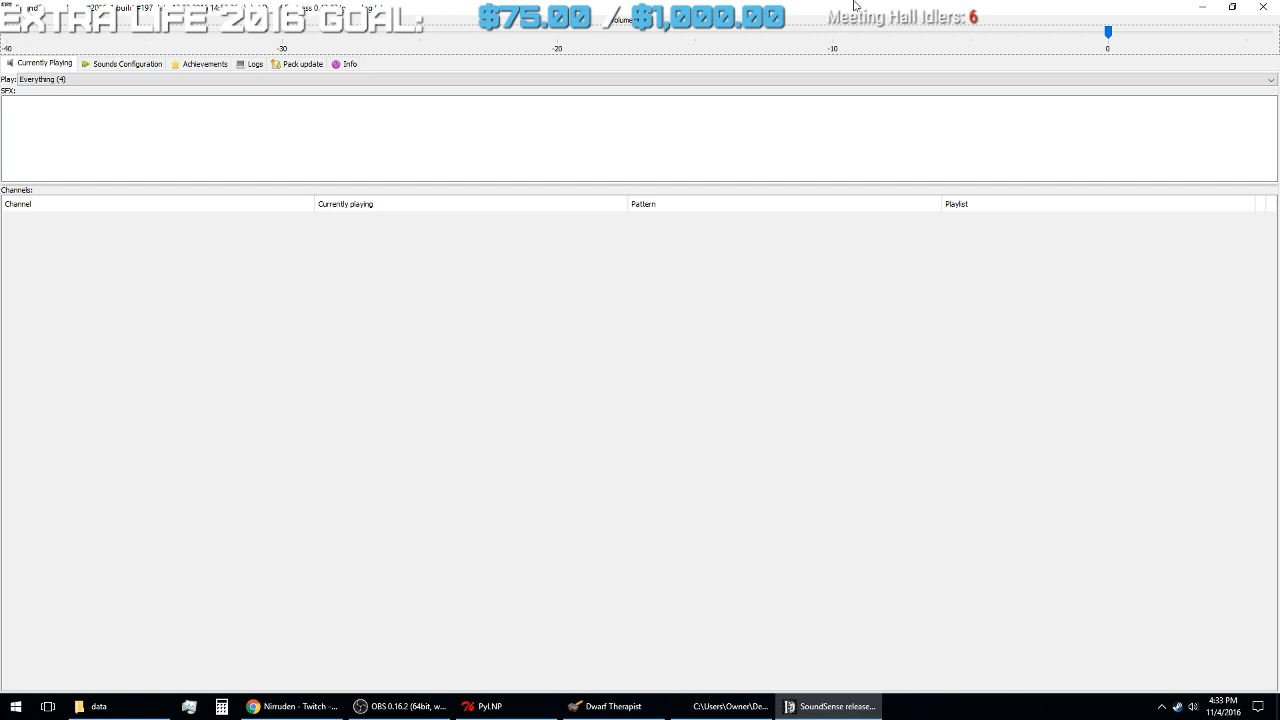 EXTRA LIFE 2016 GOAL: $75.00 / $1,000.00 Meeting Hall Idlers: 6
-40 -30 -20 -10 0
Currently Playing Sounds Configuration Achievements Logs Pack update Info
Play: Everything (4)
SFX:
Channels:
Channel Currently playing Pattern Playlist
data Nirruden - Twitch -... OBS 0.16.2 (64bit, w... PyLNP Dwarf Therapist C:\Users\Owner\De... SoundSense release...
4:33 PM
11/4/2016